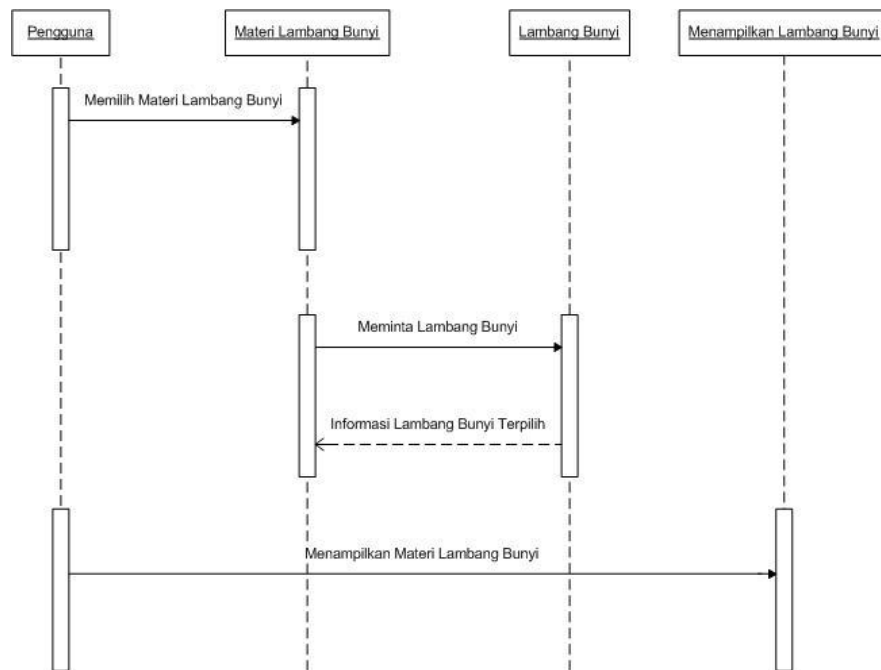 Pengguna
Materi Lambang Bunyi
Lambang Bunyi
Menampilkan Lambang Bunyi
Memilih Materi Lambang Bunyi
Meminta Lambang Bunyi
Informasi Lambang Bunyi Terpilih
Menampilkan Materi Lambang Bunyi